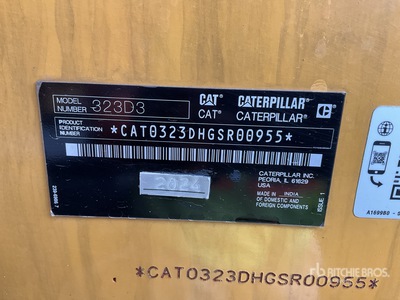 MODEL NUMBER 323D3
CAT® CATERPILLAR®
CAT® CATERPILLAR®
PRODUCT IDENTIFICATION NUMBER
*CAT0323DHGSR00955*
2024
CATERPILLAR INC.
PEORIA, IL 61629
USA
MADE IN INDIA
OF DOMESTIC AND
FOREIGN COMPONENTS
ISSUE 1
*CAT0323DHGSR00955*
RITCHIE BROS.